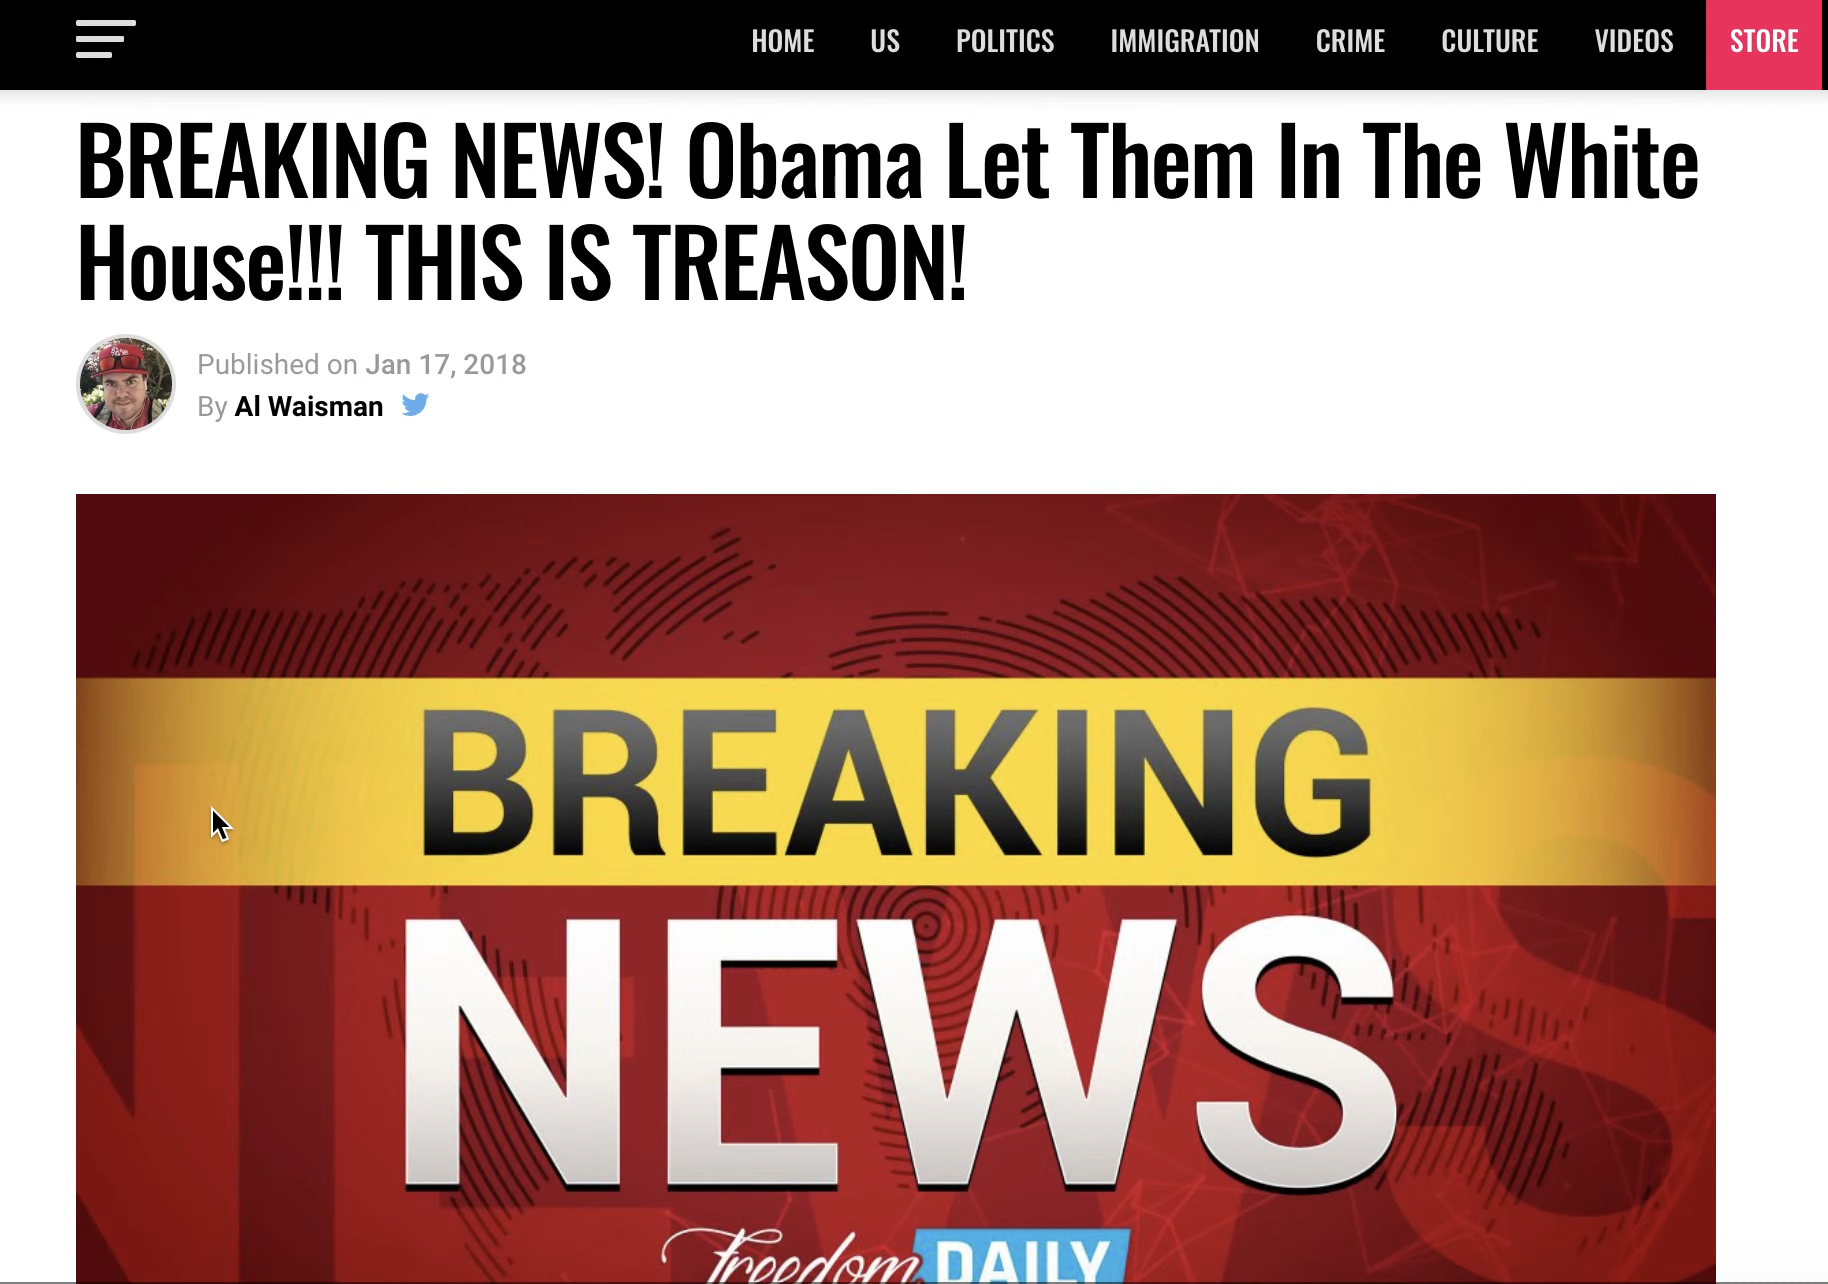 HOME US POLITICS IMMIGRATION CRIME CULTURE VIDEOS STORE
BREAKING NEWS! Obama Let Them In The White
House!!! THIS IS TREASON!
Published on Jan 17, 2018
By Al Waisman
BREAKING
NEWS
Freedom DAILY